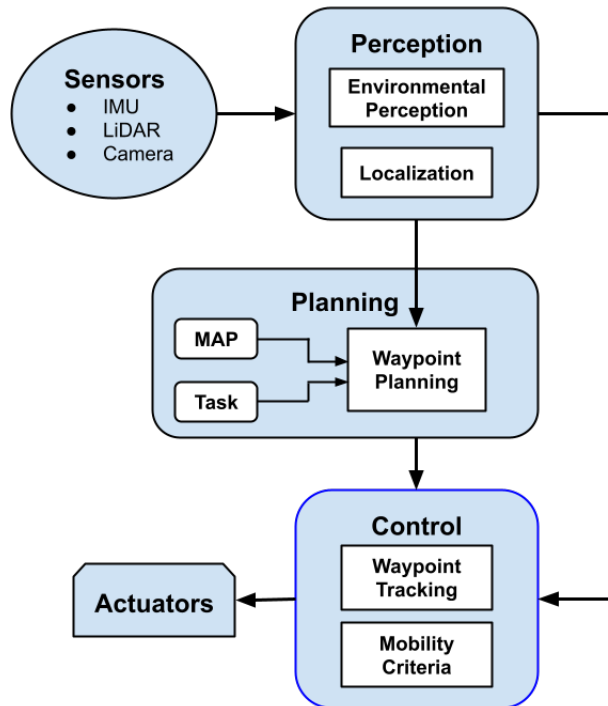 Sensors
● IMU
● LiDAR
● Camera
Perception
Environmental
Perception
Localization
Planning
MAP
Task
Waypoint
Planning
Control
Waypoint
Tracking
Mobility
Criteria
Actuators